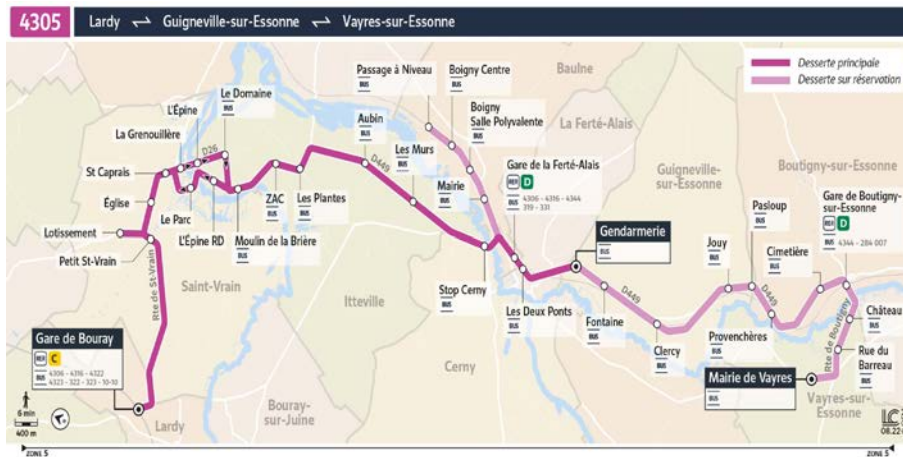 4305 Lardy ⇌ Guigneville-sur-Essonne ⇌ Vayres-sur-Essonne
Desserte principale
Desserte sur réservation
Passage à Niveau
BUS
Boigny Centre
BUS
Baulne
L'Épine
Le Domaine
BUS
Boigny
Salle Polyvalente
BUS
La Grenouillère
D26
Aubin
BUS
La Ferté-Alais
St Caprais
D449
Les Murs
BUS
Gare de la Ferté-Alais
RER D
BUS 4306 - 4316 - 4344
319 - 331
Guigneville-
sur-Essonne
Boutigny-sur-Essonne
Église
Le Parc
ZAC
BUS
Les Plantes
BUS
Mairie
BUS
Pasloup
BUS
Gare de Boutigny-
sur-Essonne
RER D
BUS 4344 - 284 007
Lotissement
L'Épine RD
Moulin de la Brière
BUS
Gendarmerie
BUS
Jouy
BUS
Cimetière
BUS
Petit St-Vrain
Rte de St-Vrain
Saint-Vrain
Itteville
Stop Cerny
BUS
D449
D449
Rte de Boutigny
Château
BUS
Les Deux Ponts
BUS
Fontaine
BUS
Clercy
BUS
Provenchères
BUS
Rue du
Barreau
BUS
Gare de Bouray
RER C
BUS 4306 - 4316 - 4322
4323 - 322 - 323 - 10-10
Cerny
Mairie de Vayres
BUS
Vayres-sur-
Essonne
5 min
400 m
Lardy
Bouray-
sur-Juine
LC
08.22
ZONE 5
ZONE 5